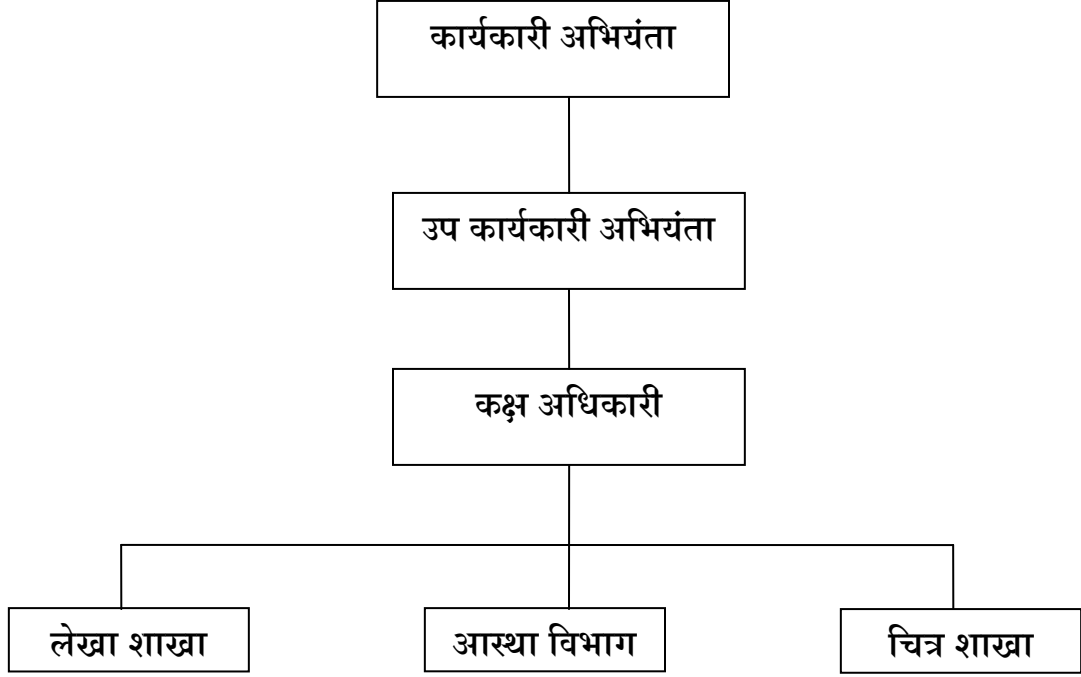 कार्यकारी अभियंता
उप कार्यकारी अभियंता
कक्ष अधिकारी
लेखा शाखा
आस्था विभाग
चित्र शाखा